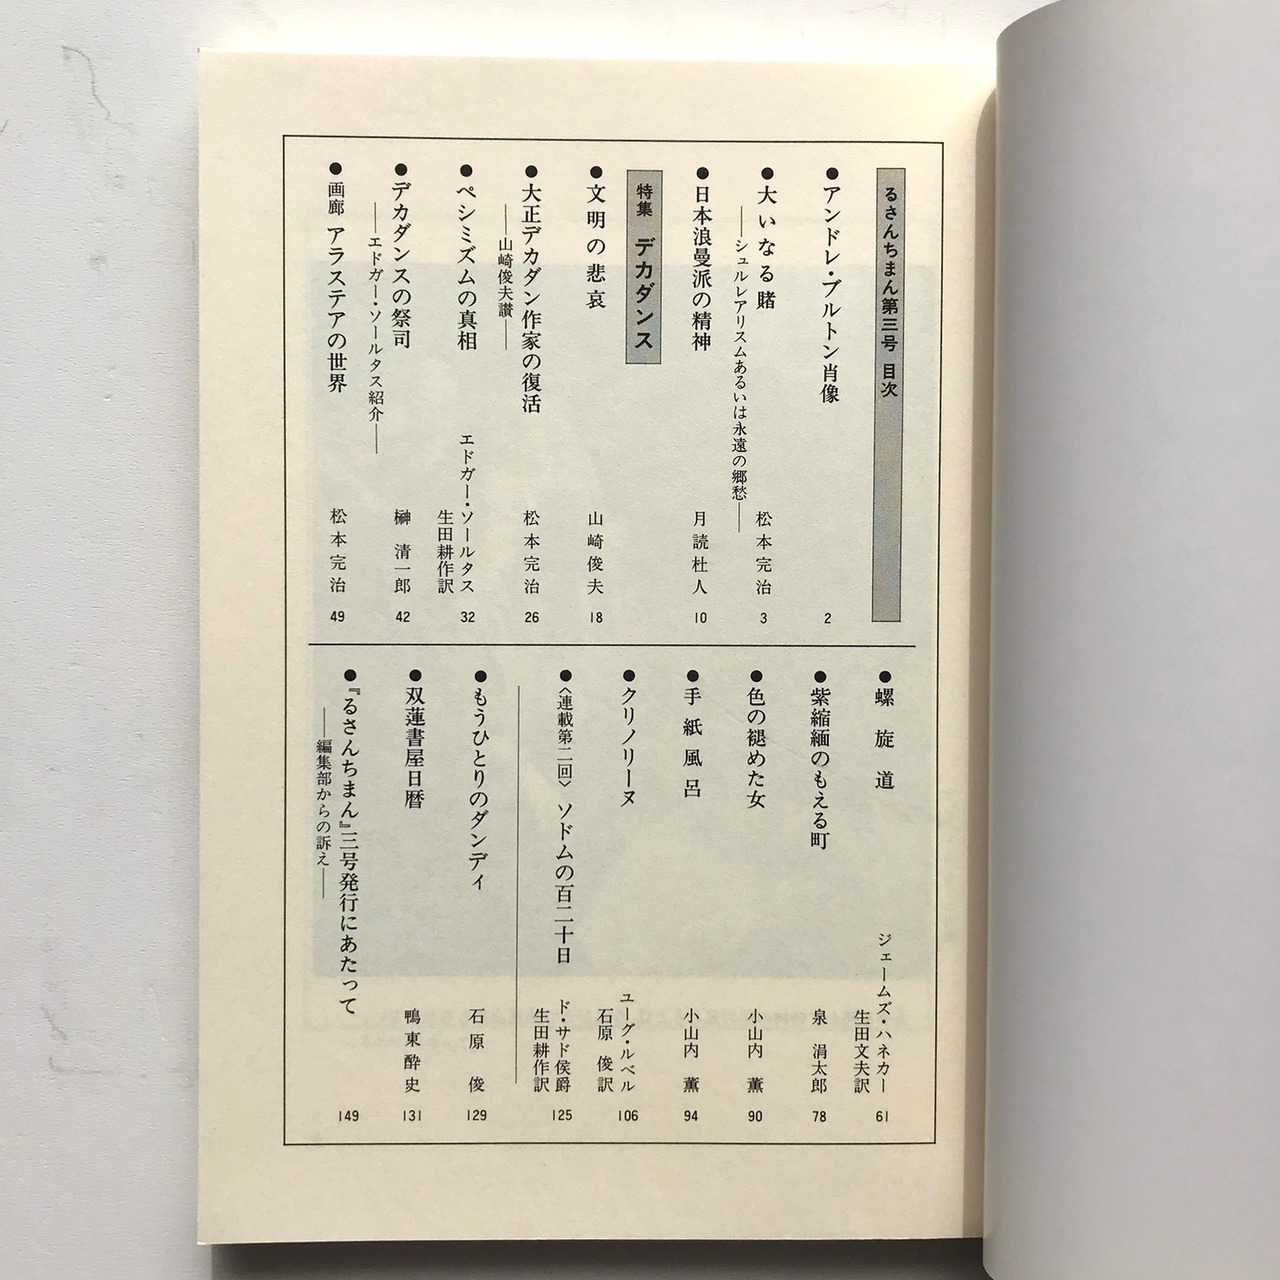 るさんちまん第三号 目次
●アンドレ・ブルトン肖像 2
●大いなる賭
――シュルレアリスムあるいは永遠の郷愁――
松本完治 3
●日本浪曼派の精神 月読杜人 10
特集 デカダンス
●文明の悲哀 山崎俊夫 18
●大正デカダン作家の復活
――山崎俊夫讃――
松本完治 26
●ペシミズムの真相 エドガー・ソールタス
生田耕作訳 32
●デカダンスの祭司
――エドガー・ソールタス紹介――
榊 清一郎 42
●画廊 アラステアの世界 松本完治 49
●螺旋道 ジェームズ・ハネカー
生田文夫訳 61
●紫縮緬のもえる町 泉 涓太郎 78
●色の褪めた女 小山内 薫 90
●手紙風呂 小山内 薫 94
●クリノリーヌ ユーグ・ルベル
石原 俊訳 106
●〈連載第二回〉 ソドムの百二十日 ド・サド侯爵
生田耕作訳 125
●もうひとりのダンディ 石原 俊 129
●双蓮書屋日暦 鴨東酔史 131
●『るさんちまん』三号発行にあたって
――編集部からの訴え――
149